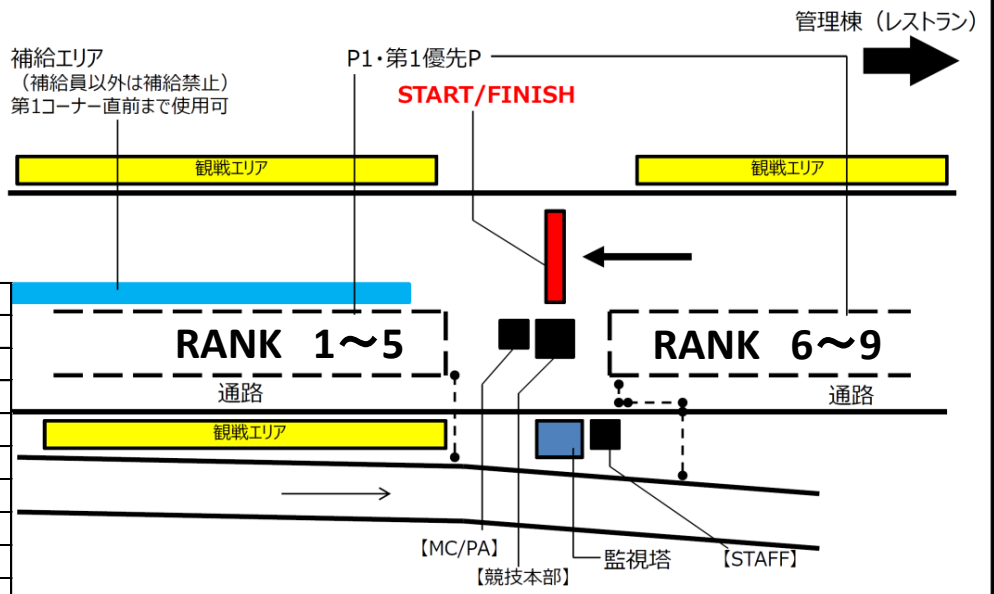 管理棟（レストラン）
補給エリア
（補給員以外は補給禁止）
第1コーナー直前まで使用可
P1・第1優先P
START/FINISH
観戦エリア
観戦エリア
RANK 1～5
RANK 6～9
通路
通路
観戦エリア
【MC/PA】
【競技本部】
監視塔
【STAFF】